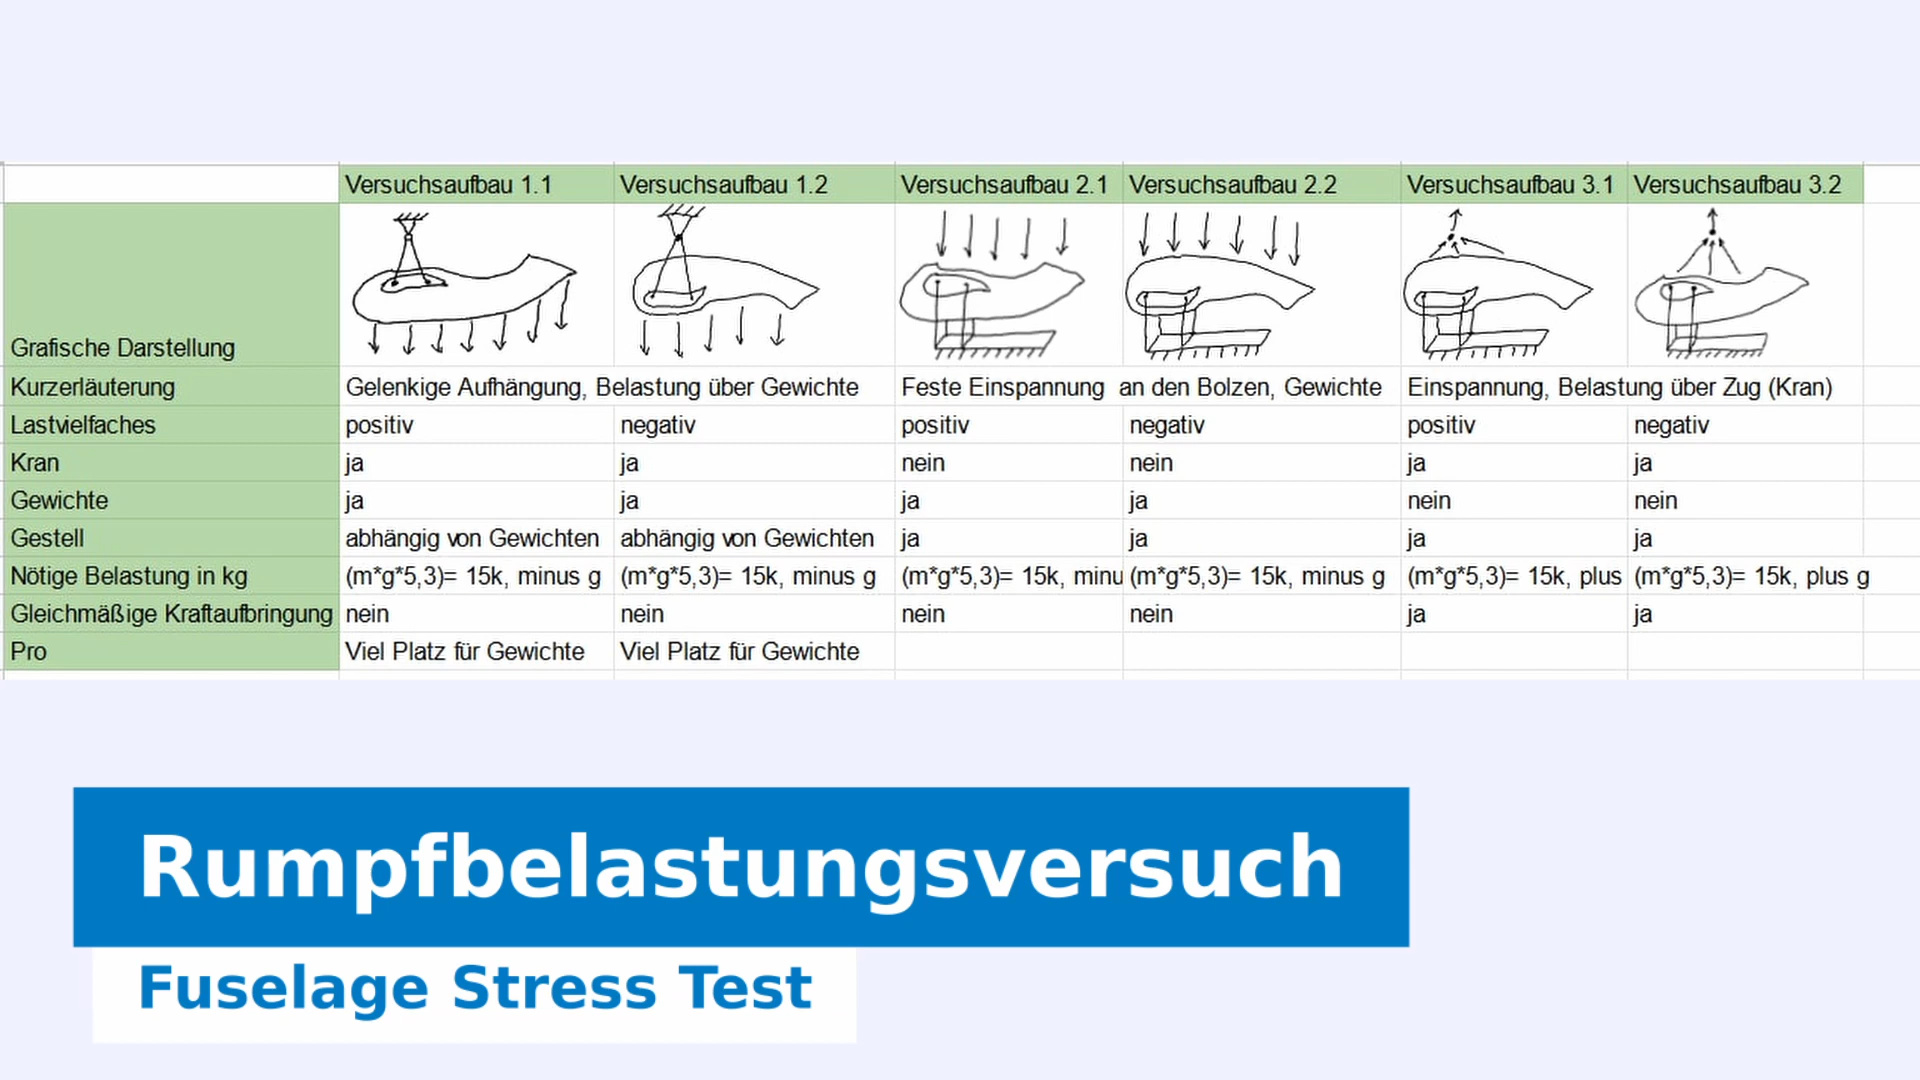 Versuchsaufbau 1.1 Versuchsaufbau 1.2 Versuchsaufbau 2.1 Versuchsaufbau 2.2 Versuchsaufbau 3.1 Versuchsaufbau 3.2
Grafische Darstellung
Kurzerläuterung Gelenkige Aufhängung, Belastung über Gewichte Feste Einspannung an den Bolzen, Gewichte Einspannung, Belastung über Zug (Kran)
Lastvielfaches positiv negativ positiv negativ positiv negativ
Kran ja ja nein nein ja ja
Gewichte ja ja ja ja nein nein
Gestell abhängig von Gewichten abhängig von Gewichten ja ja ja ja
Nötige Belastung in kg (m*g*5,3)= 15k, minus g (m*g*5,3)= 15k, minus g (m*g*5,3)= 15k, minu (m*g*5,3)= 15k, minus g (m*g*5,3)= 15k, plus (m*g*5,3)= 15k, plus g
Gleichmäßige Kraftaufbringung nein nein nein nein ja ja
Pro Viel Platz für Gewichte Viel Platz für Gewichte
Rumpfbelastungsversuch
Fuselage Stress Test